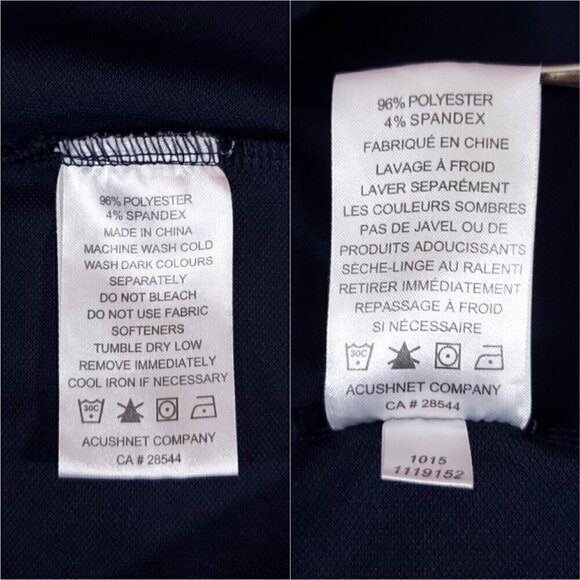 96% POLYESTER
4% SPANDEX
MADE IN CHINA
MACHINE WASH COLD
WASH DARK COLOURS
SEPARATELY
DO NOT BLEACH
DO NOT USE FABRIC
SOFTENERS
TUMBLE DRY LOW
REMOVE IMMEDIATELY
COOL IRON IF NECESSARY
30C
ACUSHNET COMPANY
CA # 28544
96% POLYESTER
4% SPANDEX
FABRIQUÉ EN CHINE
LAVAGE À FROID
LAVER SEPARÉMENT
LES COULEURS SOMBRES
PAS DE JAVEL OU DE
PRODUITS ADOUCISSANTS
SÈCHE-LINGE AU RALENTI
RETIRER IMMÉDIATEMENT
REPASSAGE À FROID
SI NÉCESSAIRE
30C
ACUSHNET COMPANY
CA # 28544
1015
1119152